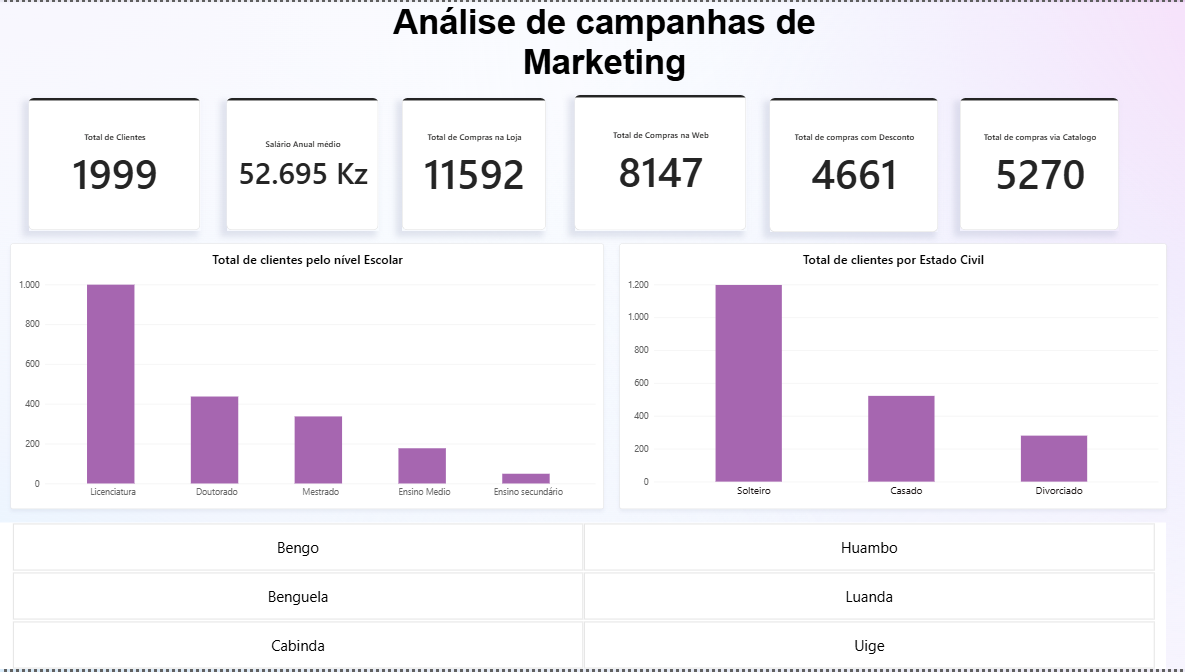 Análise de campanhas de
Marketing
Total de Clientes
1999
Salário Anual médio
52.695 Kz
Total de Compras na Loja
11592
Total de Compras na Web
8147
Total de compras com Desconto
4661
Total de compras via Catalogo
5270
Total de clientes pelo nível Escolar
1.000
800
600
400
200
0
Licenciatura
Doutorado
Mestrado
Ensino Medio
Ensino secundário
Total de clientes por Estado Civil
1.200
1.000
800
600
400
200
0
Solteiro
Casado
Divorciado
Bengo
Huambo
Benguela
Luanda
Cabinda
Uige